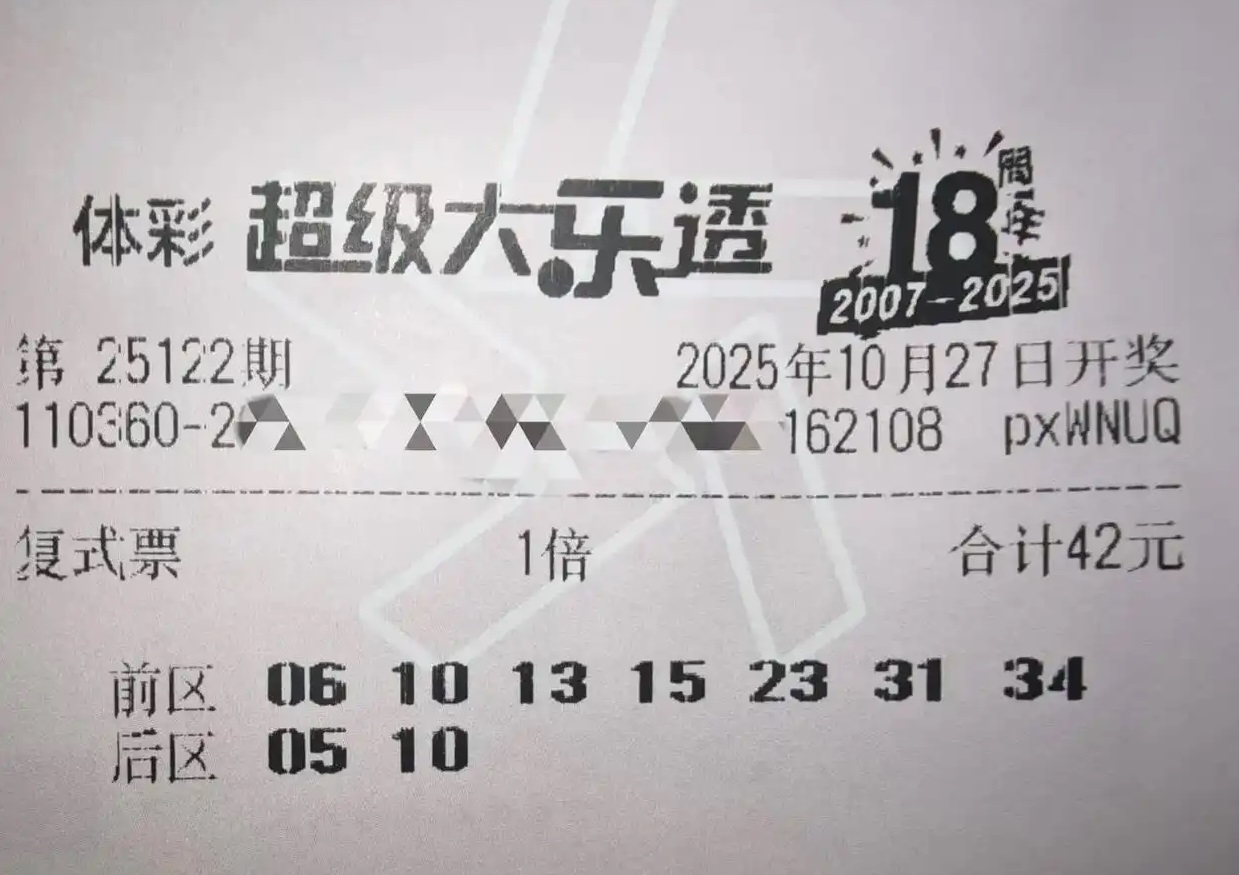 体彩 超级大乐透 18周年
2007-2025
第 25122期 2025年10月27日开奖
110360-2 162108 pxWNUQ
复式票 1倍 合计42元
前区 06 10 13 15 23 31 34
后区 05 10